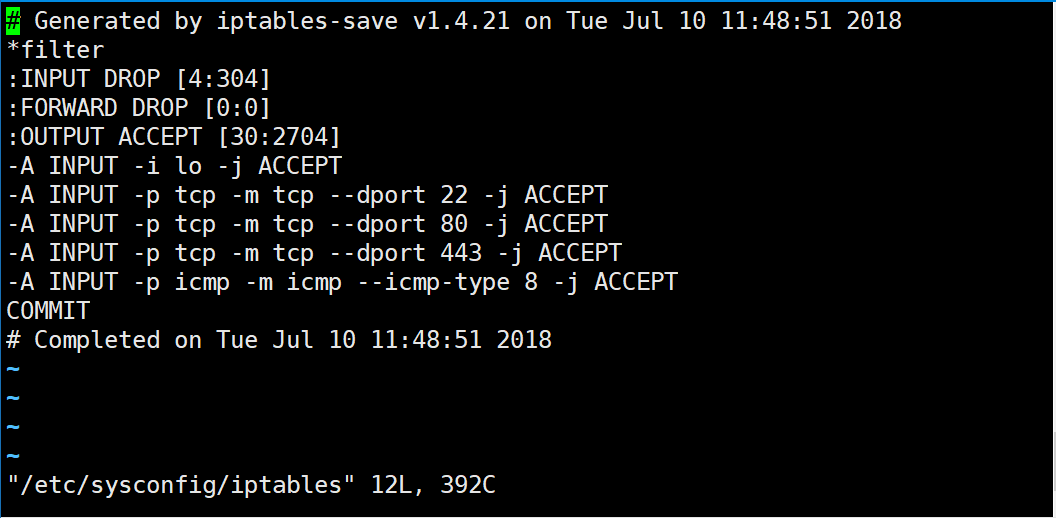 # Generated by iptables-save v1.4.21 on Tue Jul 10 11:48:51 2018
*filter
:INPUT DROP [4:304]
:FORWARD DROP [0:0]
:OUTPUT ACCEPT [30:2704]
-A INPUT -i lo -j ACCEPT
-A INPUT -p tcp -m tcp --dport 22 -j ACCEPT
-A INPUT -p tcp -m tcp --dport 80 -j ACCEPT
-A INPUT -p tcp -m tcp --dport 443 -j ACCEPT
-A INPUT -p icmp -m icmp --icmp-type 8 -j ACCEPT
COMMIT
# Completed on Tue Jul 10 11:48:51 2018
~
~
~
~
"/etc/sysconfig/iptables" 12L, 392C